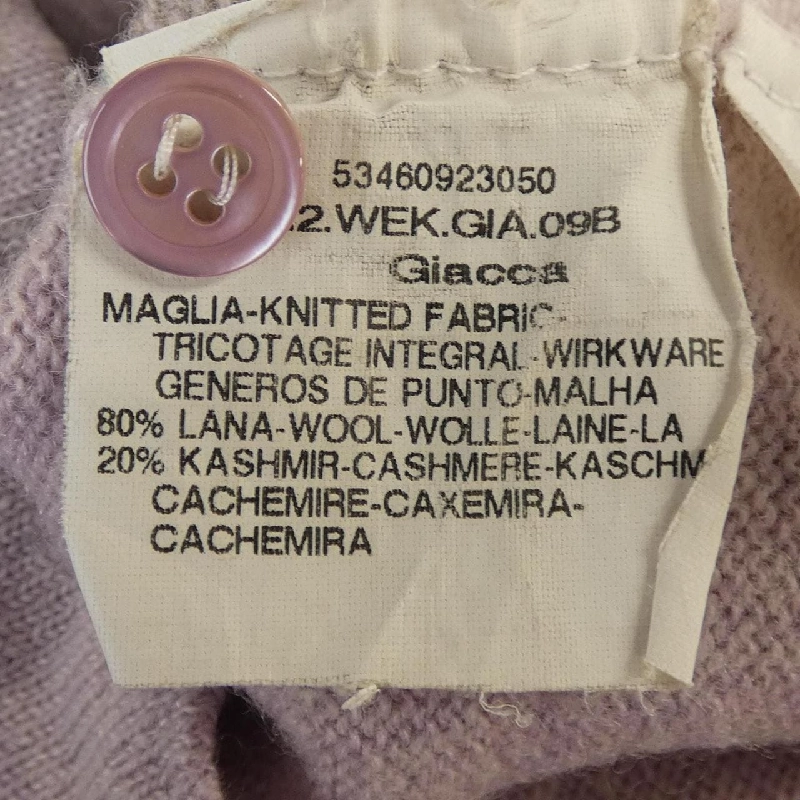 53460923050
.2.WEK.GIA.09B
Giacca
MAGLIA-KNITTED FABRIC-
TRICOTAGE INTEGRAL-WIRKWARE
GENEROS DE PUNTO-MALHA
80% LANA-WOOL-WOLLE-LAINE-LA
20% KASHMIR-CASHMERE-KASCHM
CACHEMIRE-CAXEMIRA-
CACHEMIRA